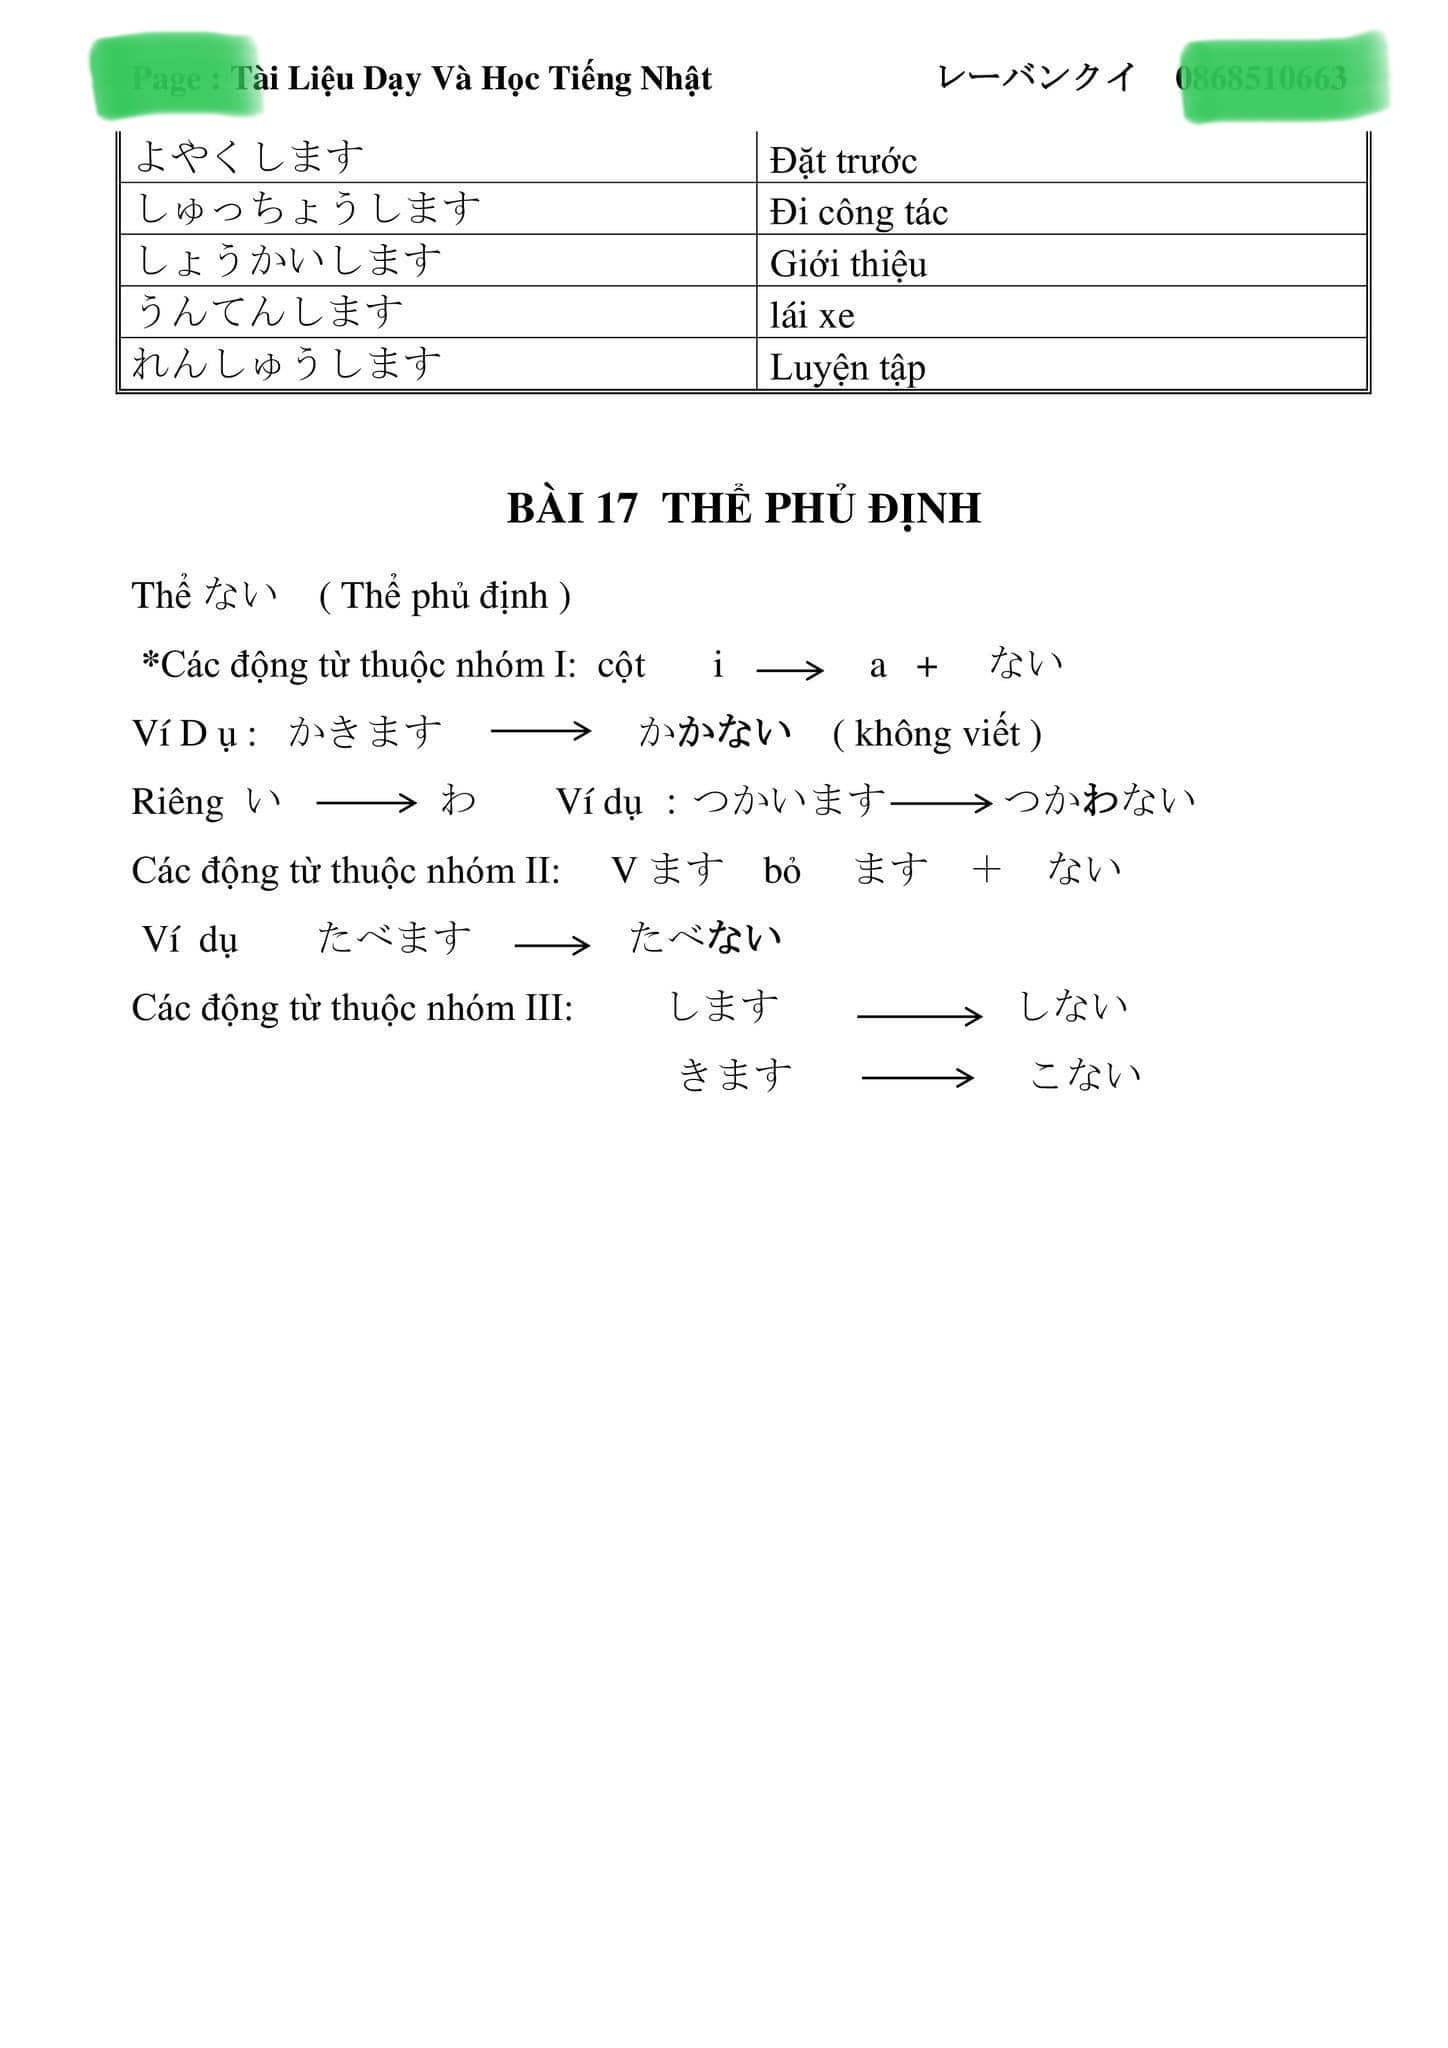 Page : Tài Liệu Dạy Và Học Tiếng Nhật レーバンクイ 0868510663
よやくします Đặt trước
しゅっちょうします Đi công tác
しょうかいします Giới thiệu
うんてんします lái xe
れんしゅうします Luyện tập
BÀI 17 THỂ PHỦ ĐỊNH
Thể ない ( Thể phủ định )
*Các động từ thuộc nhóm I: cột i → a + ない
Ví D ụ : かきます → かかない ( không viết )
Riêng い → わ Ví dụ : つかいます → つかわない
Các động từ thuộc nhóm II: V ます bỏ ます ＋ ない
Ví dụ たべます → たべない
Các động từ thuộc nhóm III: します → しない
きます → こない